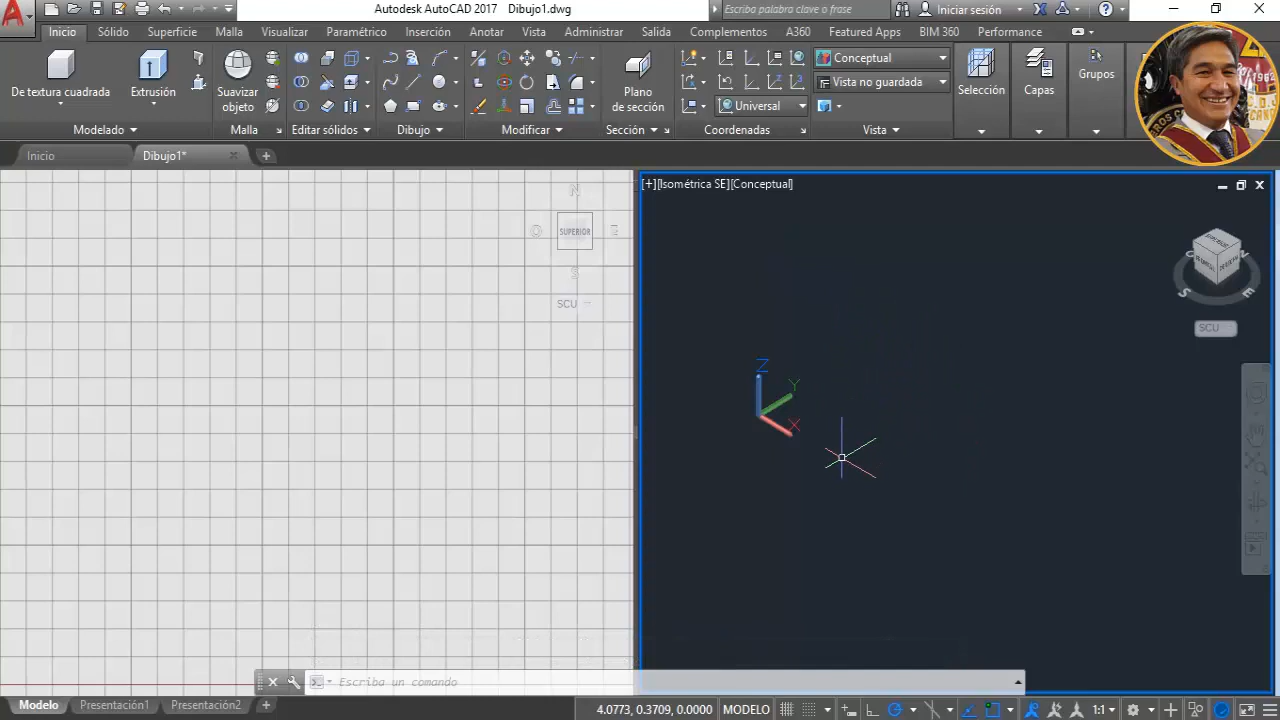 Autodesk AutoCAD 2017 Dibujo1.dwg
Escriba palabra clave o frase
Iniciar sesión
Inicio Sólido Superficie Malla Visualizar Paramétrico Inserción Anotar Vista Administrar Salida Complementos A360 Featured Apps BIM 360 Performance
De textura cuadrada
Extrusión
Suavizar objeto
Plano de sección
Conceptual
Vista no guardada
Universal
Selección
Capas
Grupos
Modelado Malla Editar sólidos Dibujo Modificar Sección Coordenadas Vista
Inicio Dibujo1*
[+][Isométrica SE][Conceptual]
N
O SUPERIOR E
S
SCU
S E
SCU
Z
Y
X
Escriba un comando
Modelo Presentación1 Presentación2
4.0773, 0.3709, 0.0000 MODELO 1:1